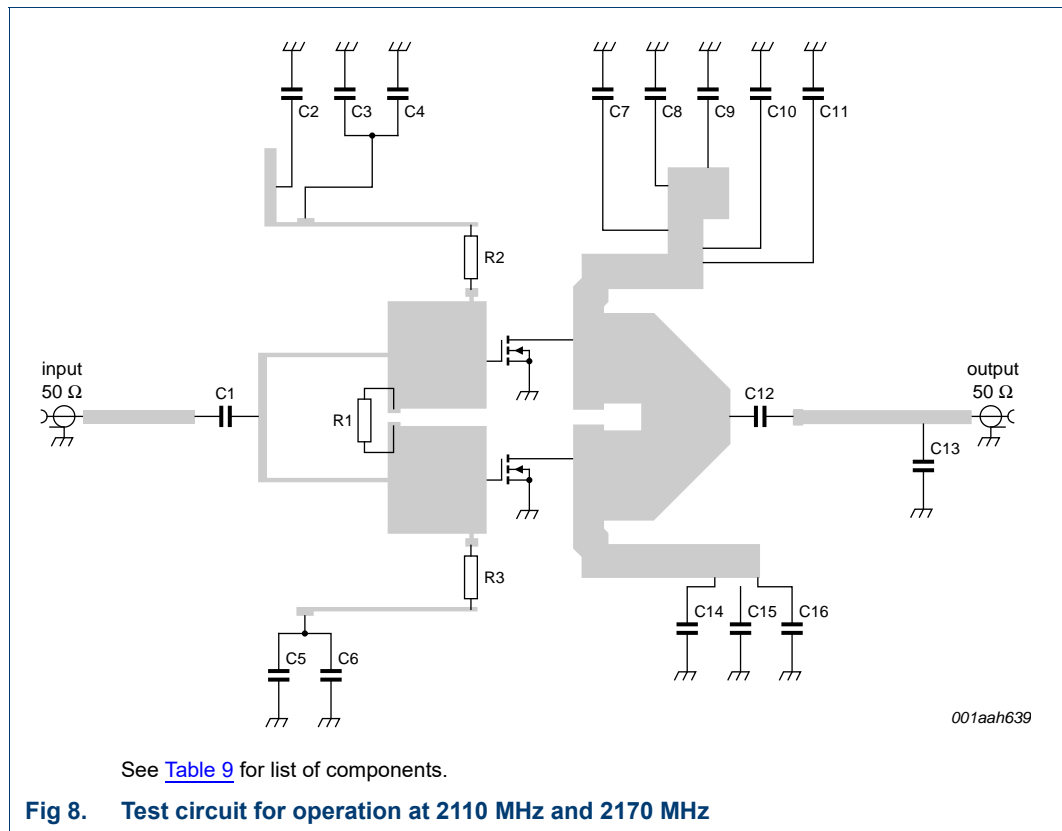 C2
C3
C4
C7
C8
C9
C10
C11
R2
input
50 Ω
C1
R1
C12
output
50 Ω
C13
R3
C14
C15
C16
C5
C6
001aah639
See Table 9 for list of components.
Fig 8. Test circuit for operation at 2110 MHz and 2170 MHz